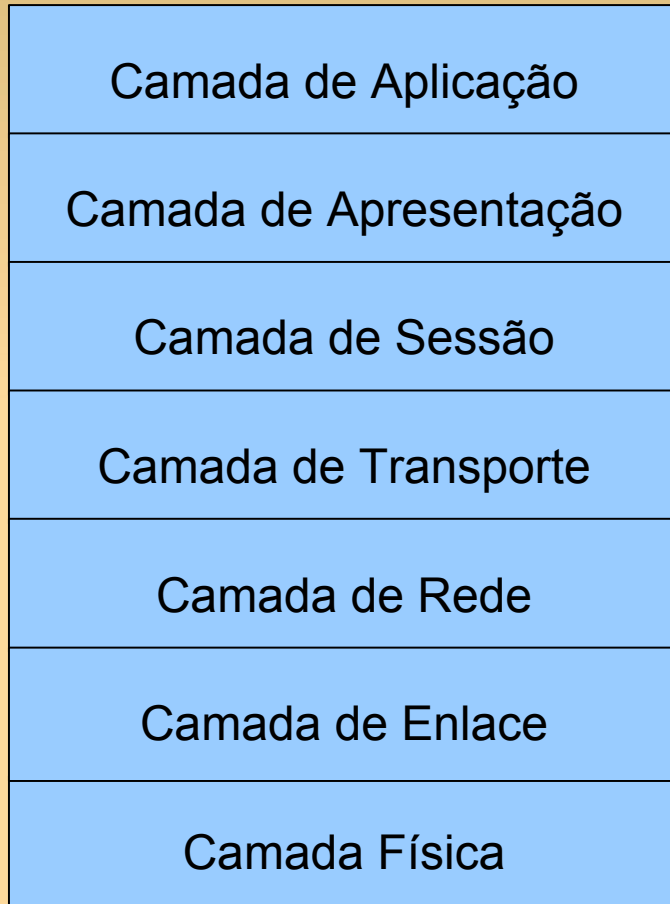 Camada de Aplicação
Camada de Apresentação
Camada de Sessão
Camada de Transporte
Camada de Rede
Camada de Enlace
Camada Física